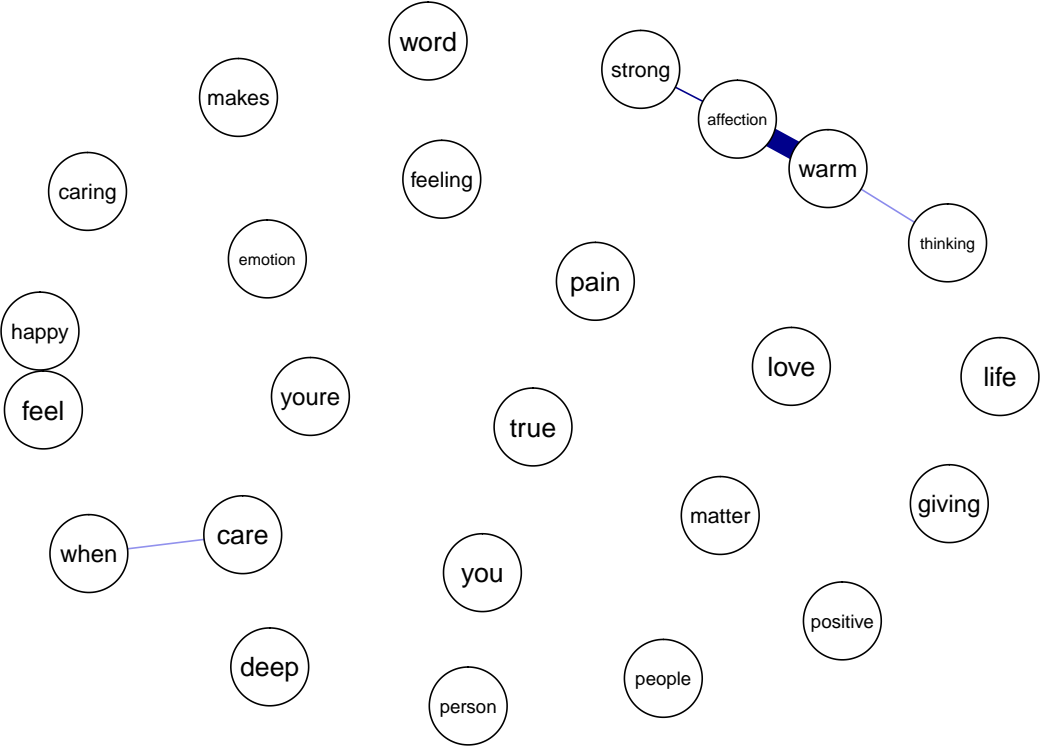 word
strong
makes
affection
warm
feeling
caring
thinking
emotion
pain
happy
love
life
youre
feel
true
giving
matter
care
when
you
positive
deep
people
person